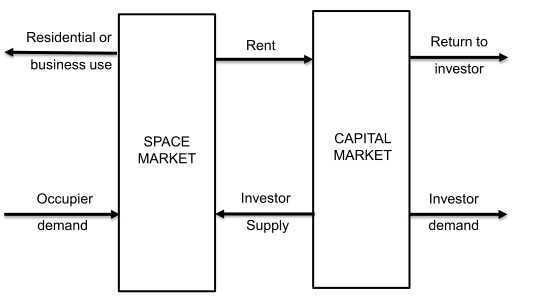 Residential or
business use
Rent
Return to
investor
SPACE
MARKET
CAPITAL
MARKET
Occupier
demand
Investor
Supply
Investor
demand